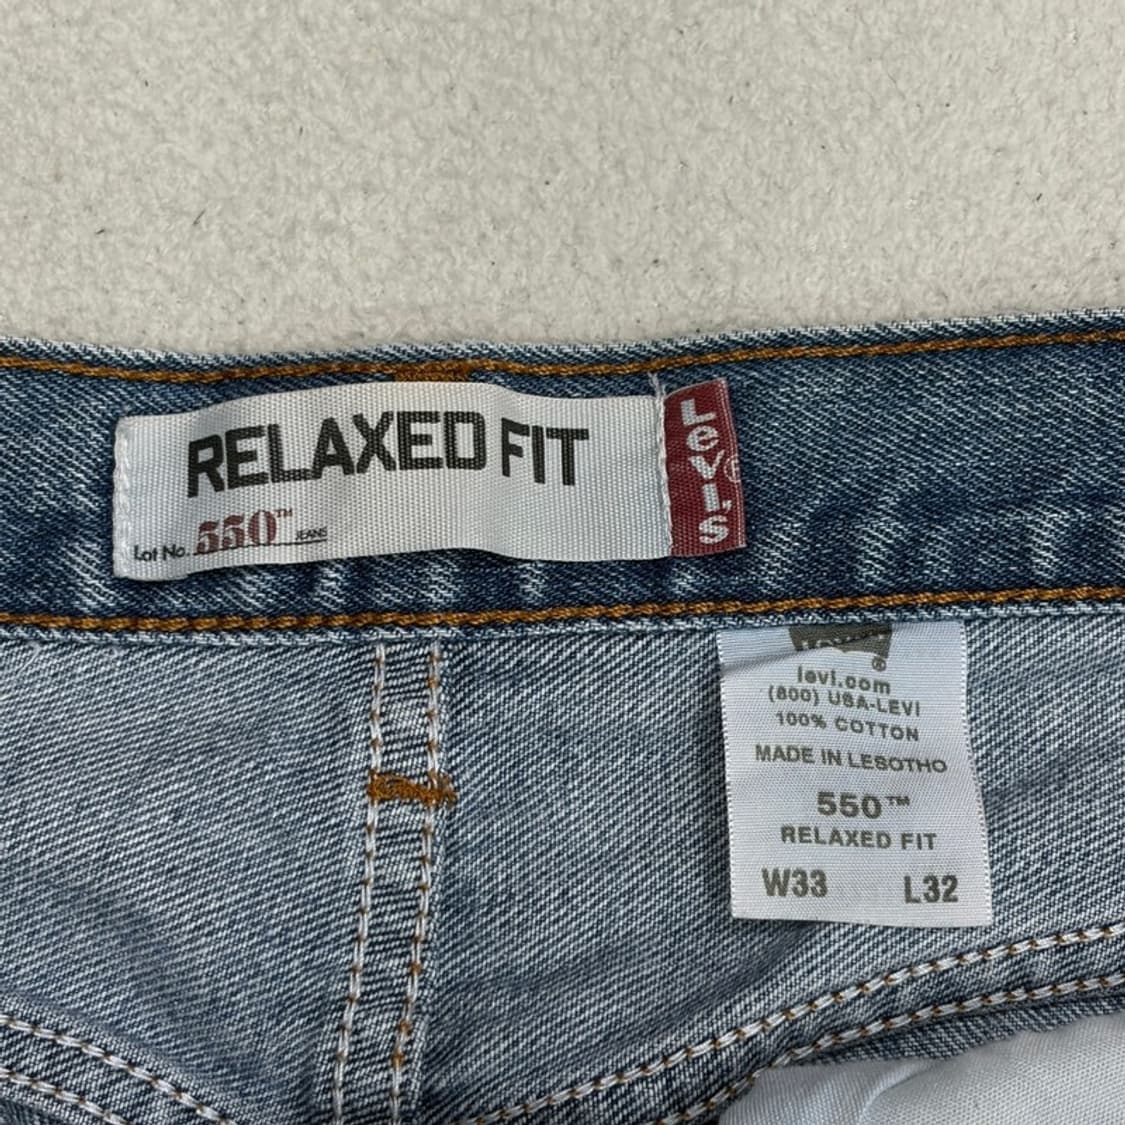 RELAXED FIT
Lot No. 550™ JEANS
Levi's®
levi.com
(800) USA-LEVI
100% COTTON
MADE IN LESOTHO
550™
RELAXED FIT
W33 L32